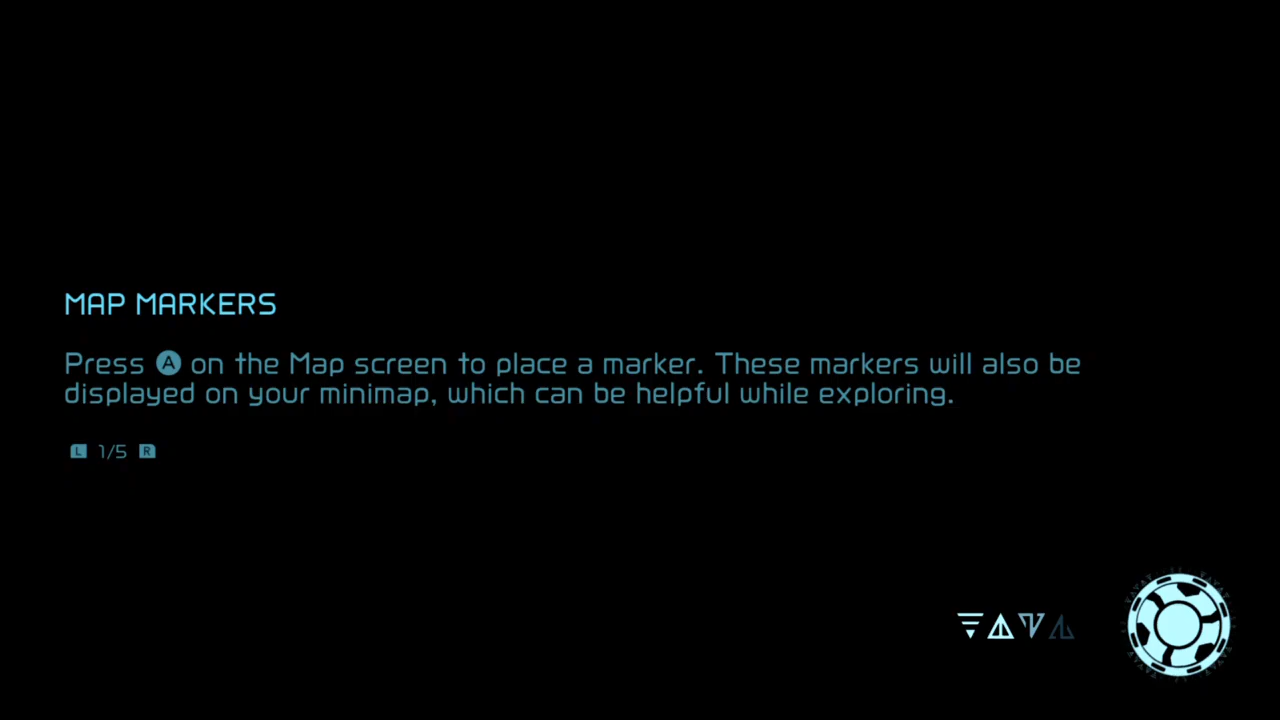 MAP MARKERS
Press A on the Map screen to place a marker. These markers will also be
displayed on your minimap, which can be helpful while exploring.
L 1/5 R